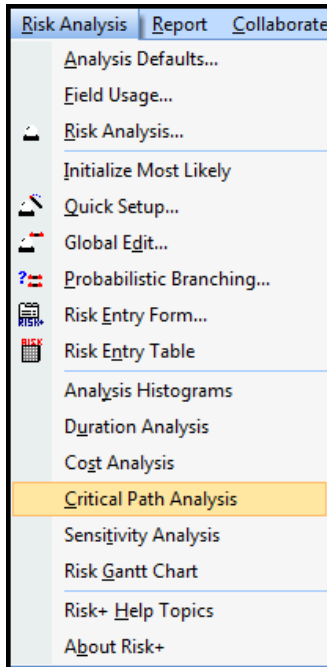 Risk Analysis Report Collaborate
Analysis Defaults...
Field Usage...
Risk Analysis...
Initialize Most Likely
Quick Setup...
Global Edit...
? Probabilistic Branching...
RISK+ Risk Entry Form...
RISK Risk Entry Table
Analysis Histograms
Duration Analysis
Cost Analysis
Critical Path Analysis
Sensitivity Analysis
Risk Gantt Chart
Risk+ Help Topics
About Risk+